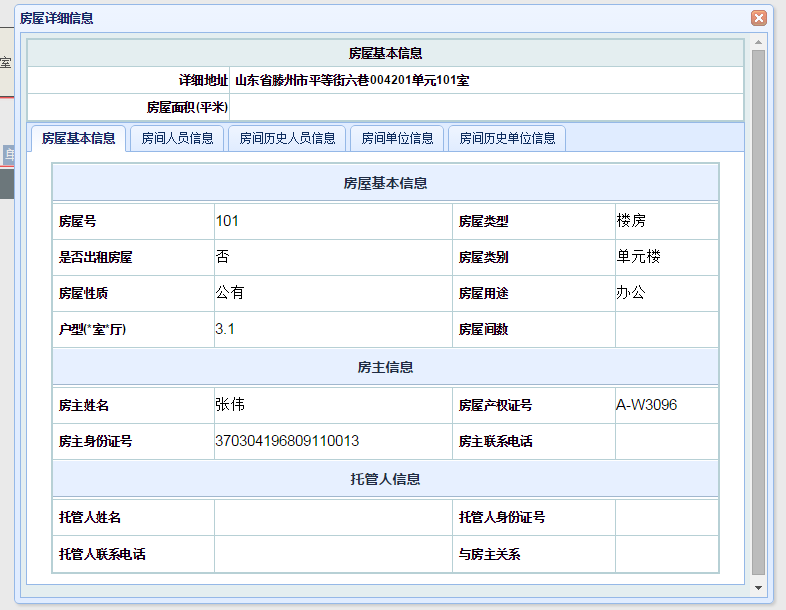 房屋详细信息
房屋基本信息
详细地址 山东省滕州市平等街六巷004201单元101室
房屋面积(平米)
房屋基本信息 房间人员信息 房间历史人员信息 房间单位信息 房间历史单位信息
房屋基本信息
房屋号 101 房屋类型 楼房
是否出租房屋 否 房屋类别 单元楼
房屋性质 公有 房屋用途 办公
户型(*室*厅) 3.1 房屋间数
房主信息
房主姓名 张伟 房屋产权证号 A-W3096
房主身份证号 370304196809110013 房主联系电话
托管人信息
托管人姓名 托管人身份证号
托管人联系电话 与房主关系
室